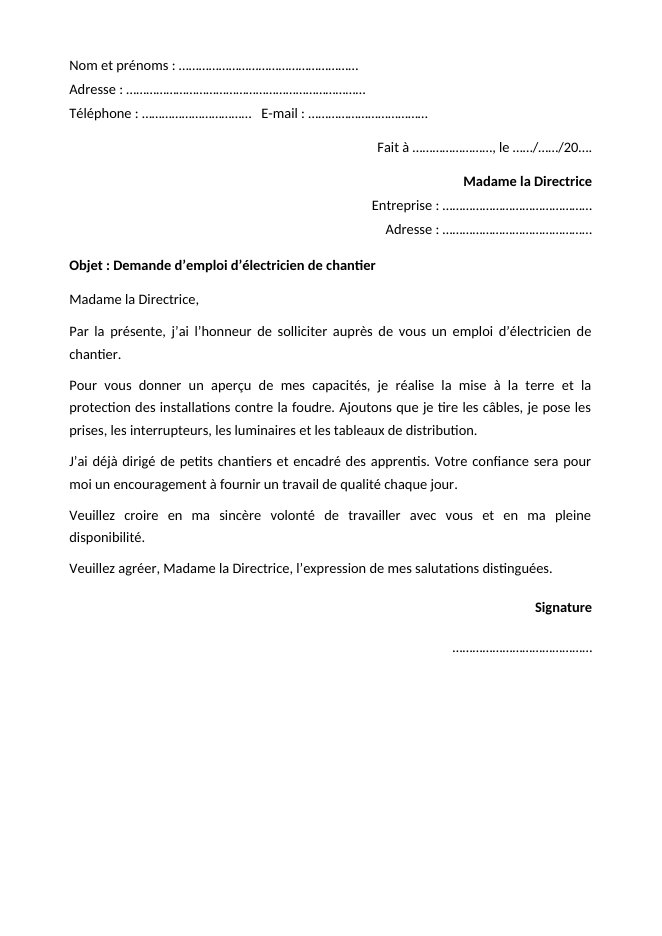 Nom et prénoms : ……………………………………………….
Adresse : ………………………………………………………………
Téléphone : …………………………… E-mail : ………………………………
Fait à ……………………, le ……/……/20….
Madame la Directrice
Entreprise : ………………………………………
Adresse : ………………………………………
Objet : Demande d’emploi d’électricien de chantier
Madame la Directrice,
Par la présente, j’ai l’honneur de solliciter auprès de vous un emploi d’électricien de
chantier.
Pour vous donner un aperçu de mes capacités, je réalise la mise à la terre et la
protection des installations contre la foudre. Ajoutons que je tire les câbles, je pose les
prises, les interrupteurs, les luminaires et les tableaux de distribution.
J’ai déjà dirigé de petits chantiers et encadré des apprentis. Votre confiance sera pour
moi un encouragement à fournir un travail de qualité chaque jour.
Veuillez croire en ma sincère volonté de travailler avec vous et en ma pleine
disponibilité.
Veuillez agréer, Madame la Directrice, l’expression de mes salutations distinguées.
Signature
……………………………………